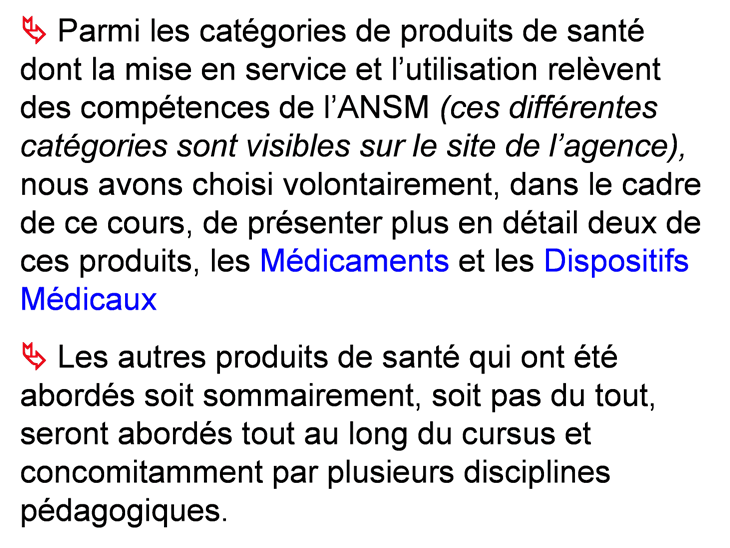 Parmi les catégories de produits de santé
dont la mise en service et l’utilisation relèvent
des compétences de l’ANSM (ces différentes
catégories sont visibles sur le site de l’agence),
nous avons choisi volontairement, dans le cadre
de ce cours, de présenter plus en détail deux de
ces produits, les Médicaments et les Dispositifs
Médicaux
Les autres produits de santé qui ont été
abordés soit sommairement, soit pas du tout,
seront abordés tout au long du cursus et
concomitamment par plusieurs disciplines
pédagogiques.